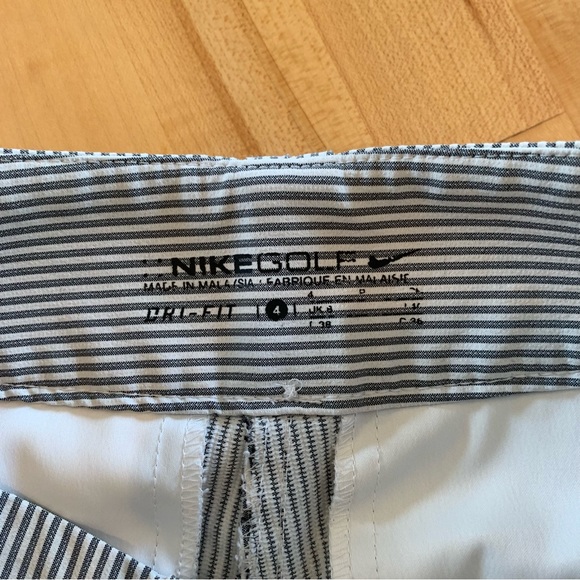 NIKEGOLF
MADE IN MALAYSIA · FABRIQUE EN MALAISIE
DRI-FIT 4
UK 8